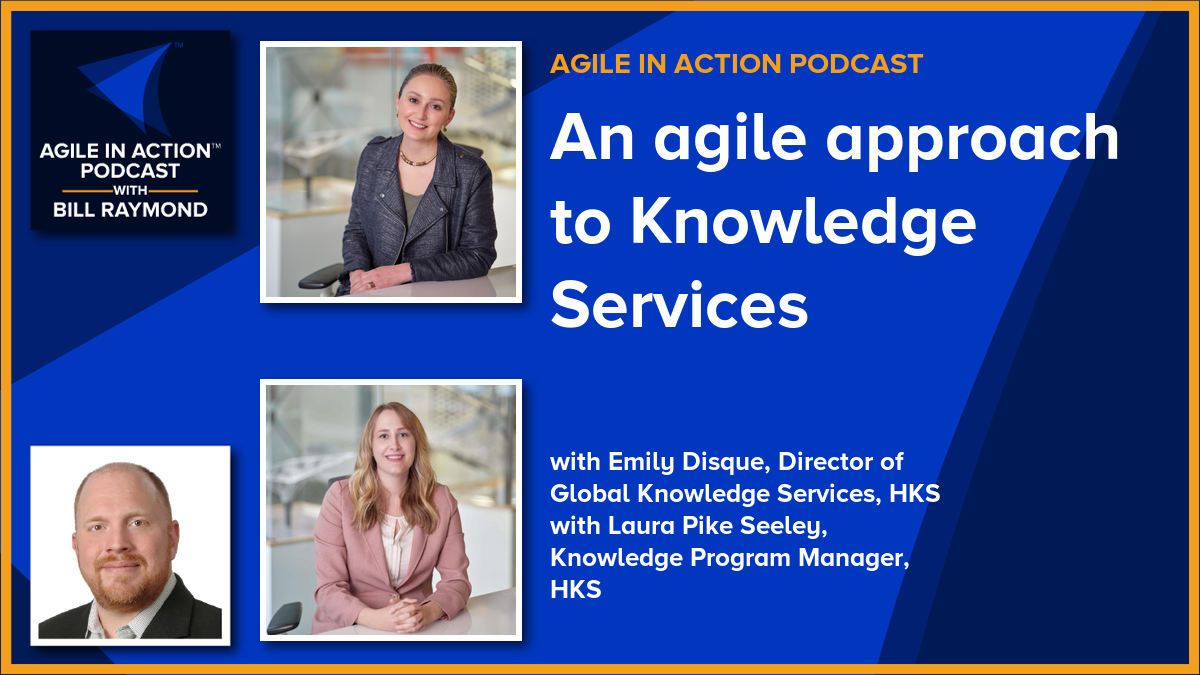 TM
AGILE IN ACTION™
PODCAST
WITH
BILL RAYMOND
AGILE IN ACTION PODCAST
An agile approach
to Knowledge
Services
with Emily Disque, Director of
Global Knowledge Services, HKS
with Laura Pike Seeley,
Knowledge Program Manager,
HKS